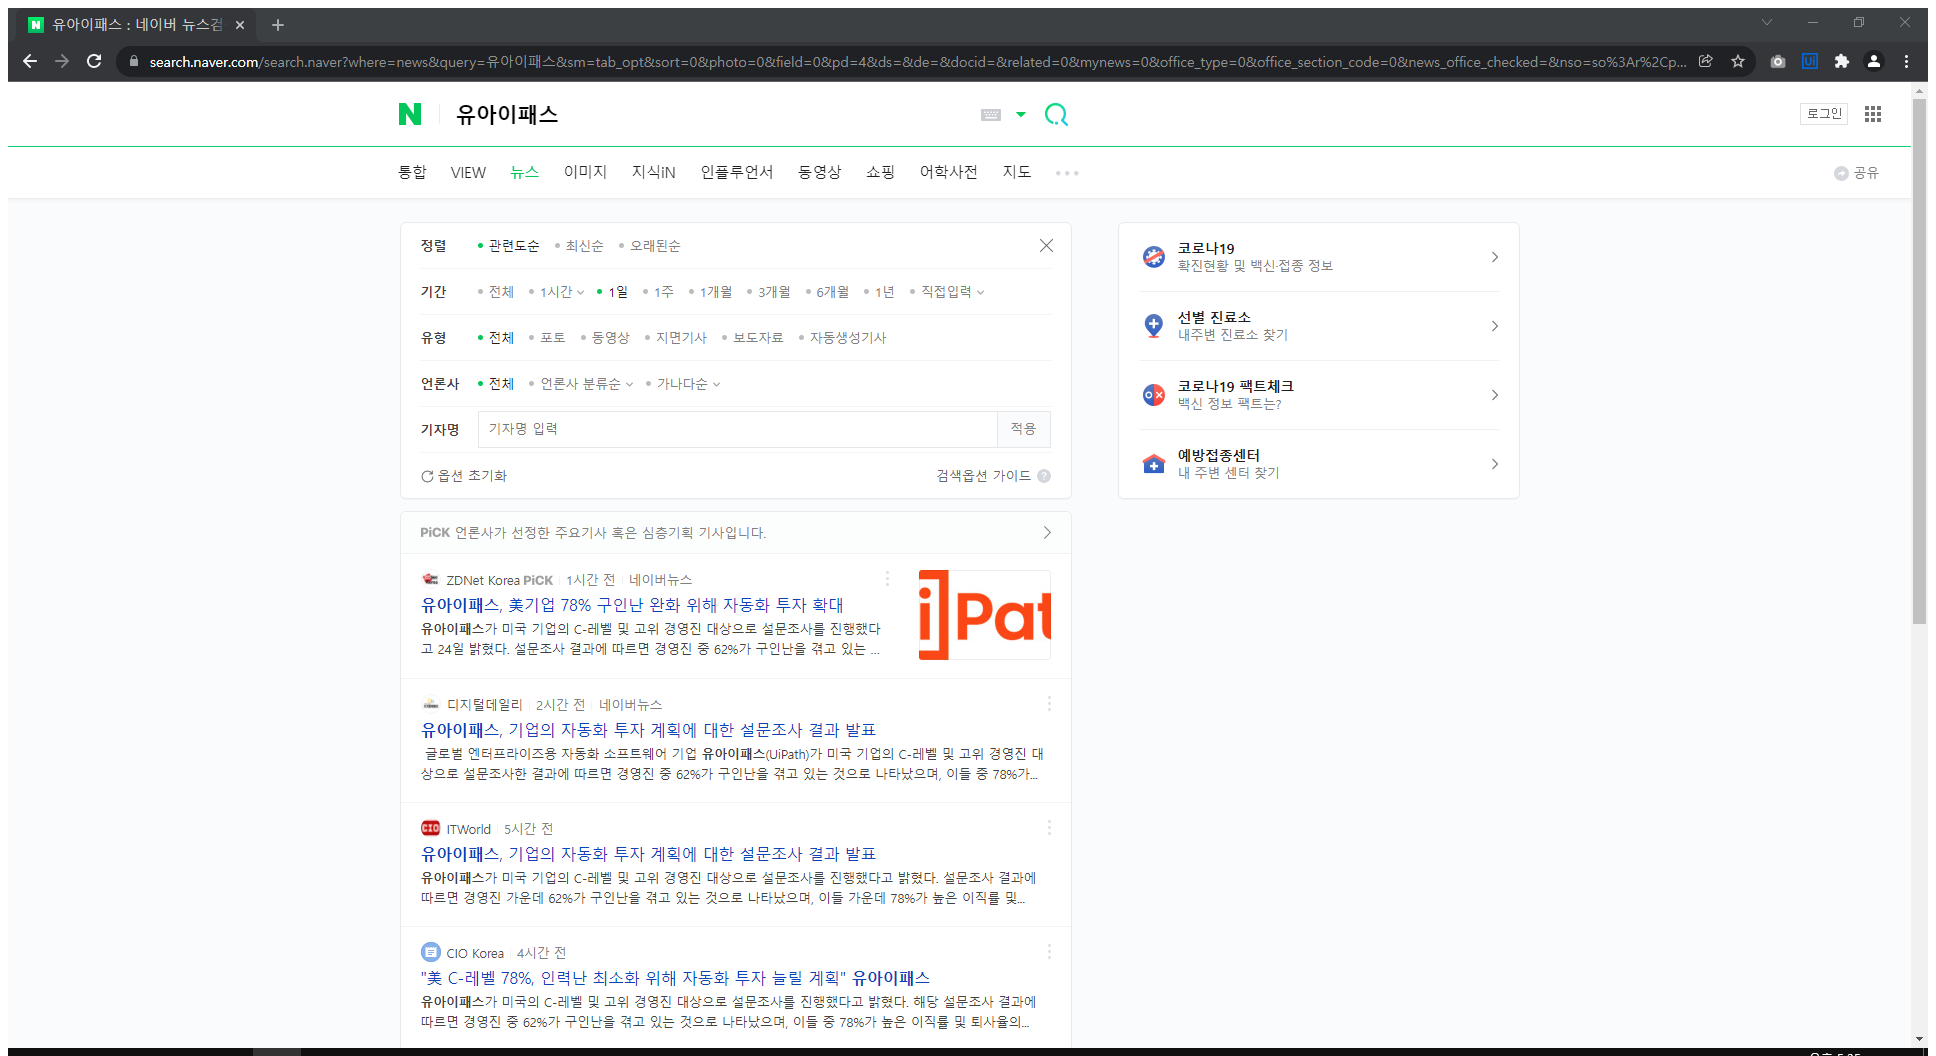 유아이패스 : 네이버 뉴스검
search.naver.com/search.naver?where=news&query=유아이패스&sm=tab_opt&sort=0&photo=0&field=0&pd=4&ds=&de=&docid=&related=0&mynews=0&office_type=0&office_section_code=0&news_office_checked=&nso=so%3Ar%2Cp...
N 유아이패스
로그인
통합 VIEW 뉴스 이미지 지식iN 인플루언서 동영상 쇼핑 어학사전 지도
공유
정렬 관련도순 최신순 오래된순
기간 전체 1시간 1일 1주 1개월 3개월 6개월 1년 직접입력
유형 전체 포토 동영상 지면기사 보도자료 자동생성기사
언론사 전체 언론사 분류순 가나다순
기자명 기자명 입력 적용
옵션 초기화 검색옵션 가이드 ?
코로나19
확진현황 및 백신·접종 정보
선별 진료소
내주변 진료소 찾기
코로나19 팩트체크
백신 정보 팩트는?
예방접종센터
내 주변 센터 찾기
PiCK 언론사가 선정한 주요기사 혹은 심층기획 기사입니다.
ZDNet Korea PiCK 1시간 전 네이버뉴스
유아이패스, 美기업 78% 구인난 완화 위해 자동화 투자 확대
유아이패스가 미국 기업의 C-레벨 및 고위 경영진 대상으로 설문조사를 진행했다
고 24일 밝혔다. 설문조사 결과에 따르면 경영진 중 62%가 구인난을 겪고 있는 ...
i Pat
디지털데일리 2시간 전 네이버뉴스
유아이패스, 기업의 자동화 투자 계획에 대한 설문조사 결과 발표
글로벌 엔터프라이즈용 자동화 소프트웨어 기업 유아이패스(UiPath)가 미국 기업의 C-레벨 및 고위 경영진 대
상으로 설문조사한 결과에 따르면 경영진 중 62%가 구인난을 겪고 있는 것으로 나타났으며, 이들 중 78%가...
CIO ITWorld 5시간 전
유아이패스, 기업의 자동화 투자 계획에 대한 설문조사 결과 발표
유아이패스가 미국 기업의 C-레벨 및 고위 경영진 대상으로 설문조사를 진행했다고 밝혔다. 설문조사 결과에
따르면 경영진 가운데 62%가 구인난을 겪고 있는 것으로 나타났으며, 이들 가운데 78%가 높은 이직률 및...
CIO Korea 4시간 전
"美 C-레벨 78%, 인력난 최소화 위해 자동화 투자 늘릴 계획" 유아이패스
유아이패스가 미국의 C-레벨 및 고위 경영진 대상으로 설문조사를 진행했다고 밝혔다. 해당 설문조사 결과에
따르면 경영진 중 62%가 구인난을 겪고 있는 것으로 나타났으며, 이들 중 78%가 높은 이직률 및 퇴사율의...